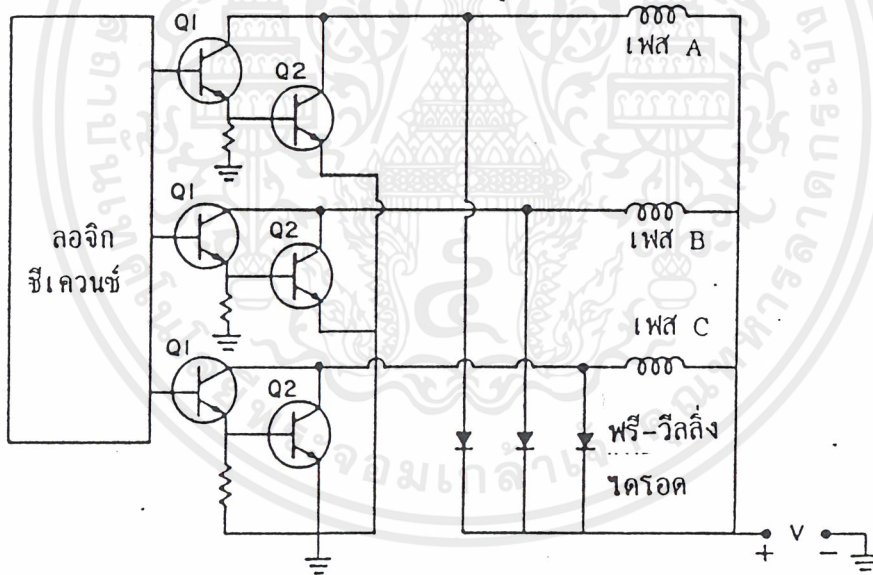 Q1
เฟส A
Q2
Q1
Q2
เฟส B
ลอจิก
ซีเควนซ์
Q1
Q2
เฟส C
ฟรี-วีลลิ่ง
ไดโอด
+ V -